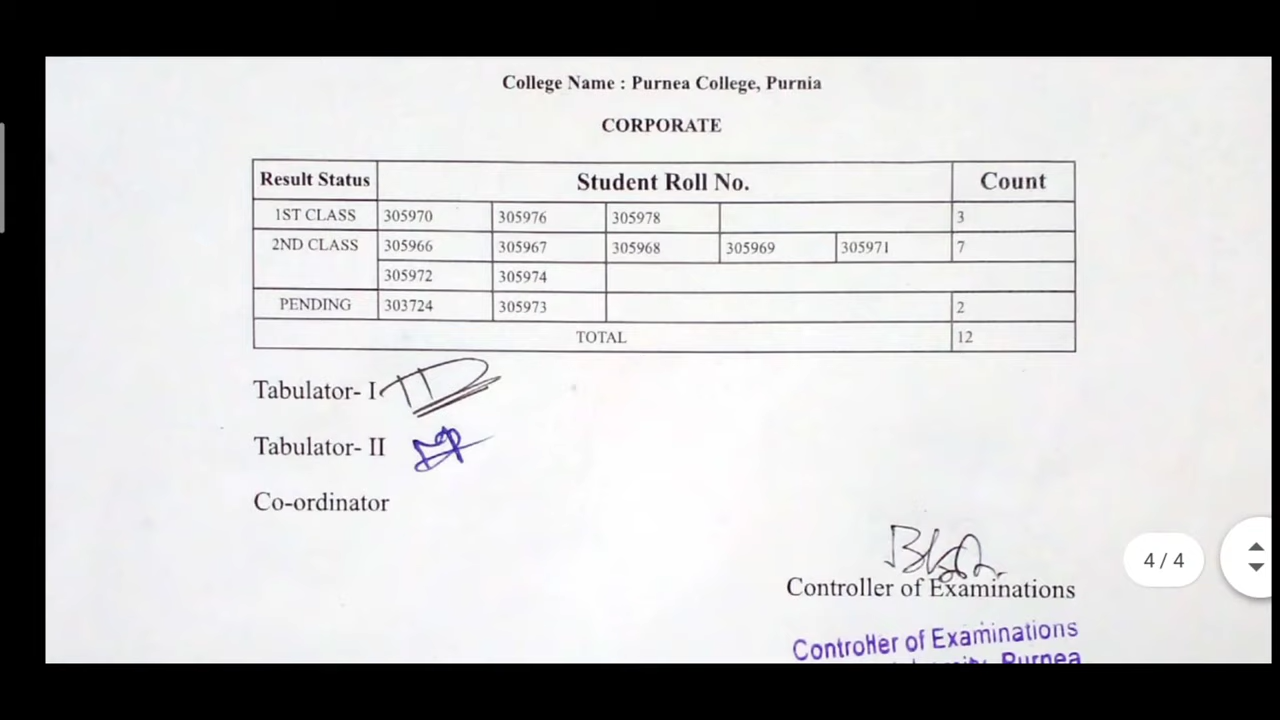 College Name : Purnea College, Purnia
CORPORATE
Result Status Student Roll No. Count
1ST CLASS 305970 305976 305978 3
2ND CLASS 305966 305967 305968 305969 305971 7
305972 305974
PENDING 303724 305973 2
TOTAL 12
Tabulator- I
Tabulator- II
Co-ordinator
4 / 4
Controller of Examinations
Controller of Examinations
Purnea